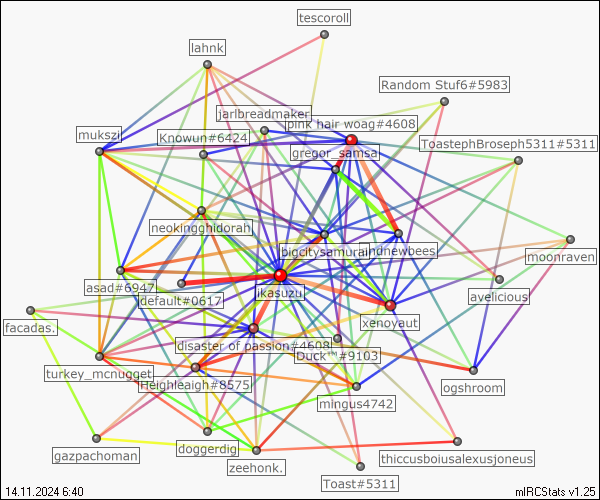 tescoroll
lahnk
Random Stuf6#5983
jarlbreadmaker
pink hair woag#4608
mukszi
Knowun#6424
ToastephBroseph5311#5311
gregor_samsa
neokingghidorah
bigcitysamurai
andnewbees
moonraven
asad#6947
ikasuzu
default#0617
avelicious
facadas.
xenoyaut
disaster of passion#4608
Duck™#9103
turkey_mcnugget
Heighleaigh#8575
ogshroom
mingus4742
gazpachoman
doggerdig
zeehonk.
thiccusboiusalexusjoneus
Toast#5311
14.11.2024 6:40
mIRCStats v1.25